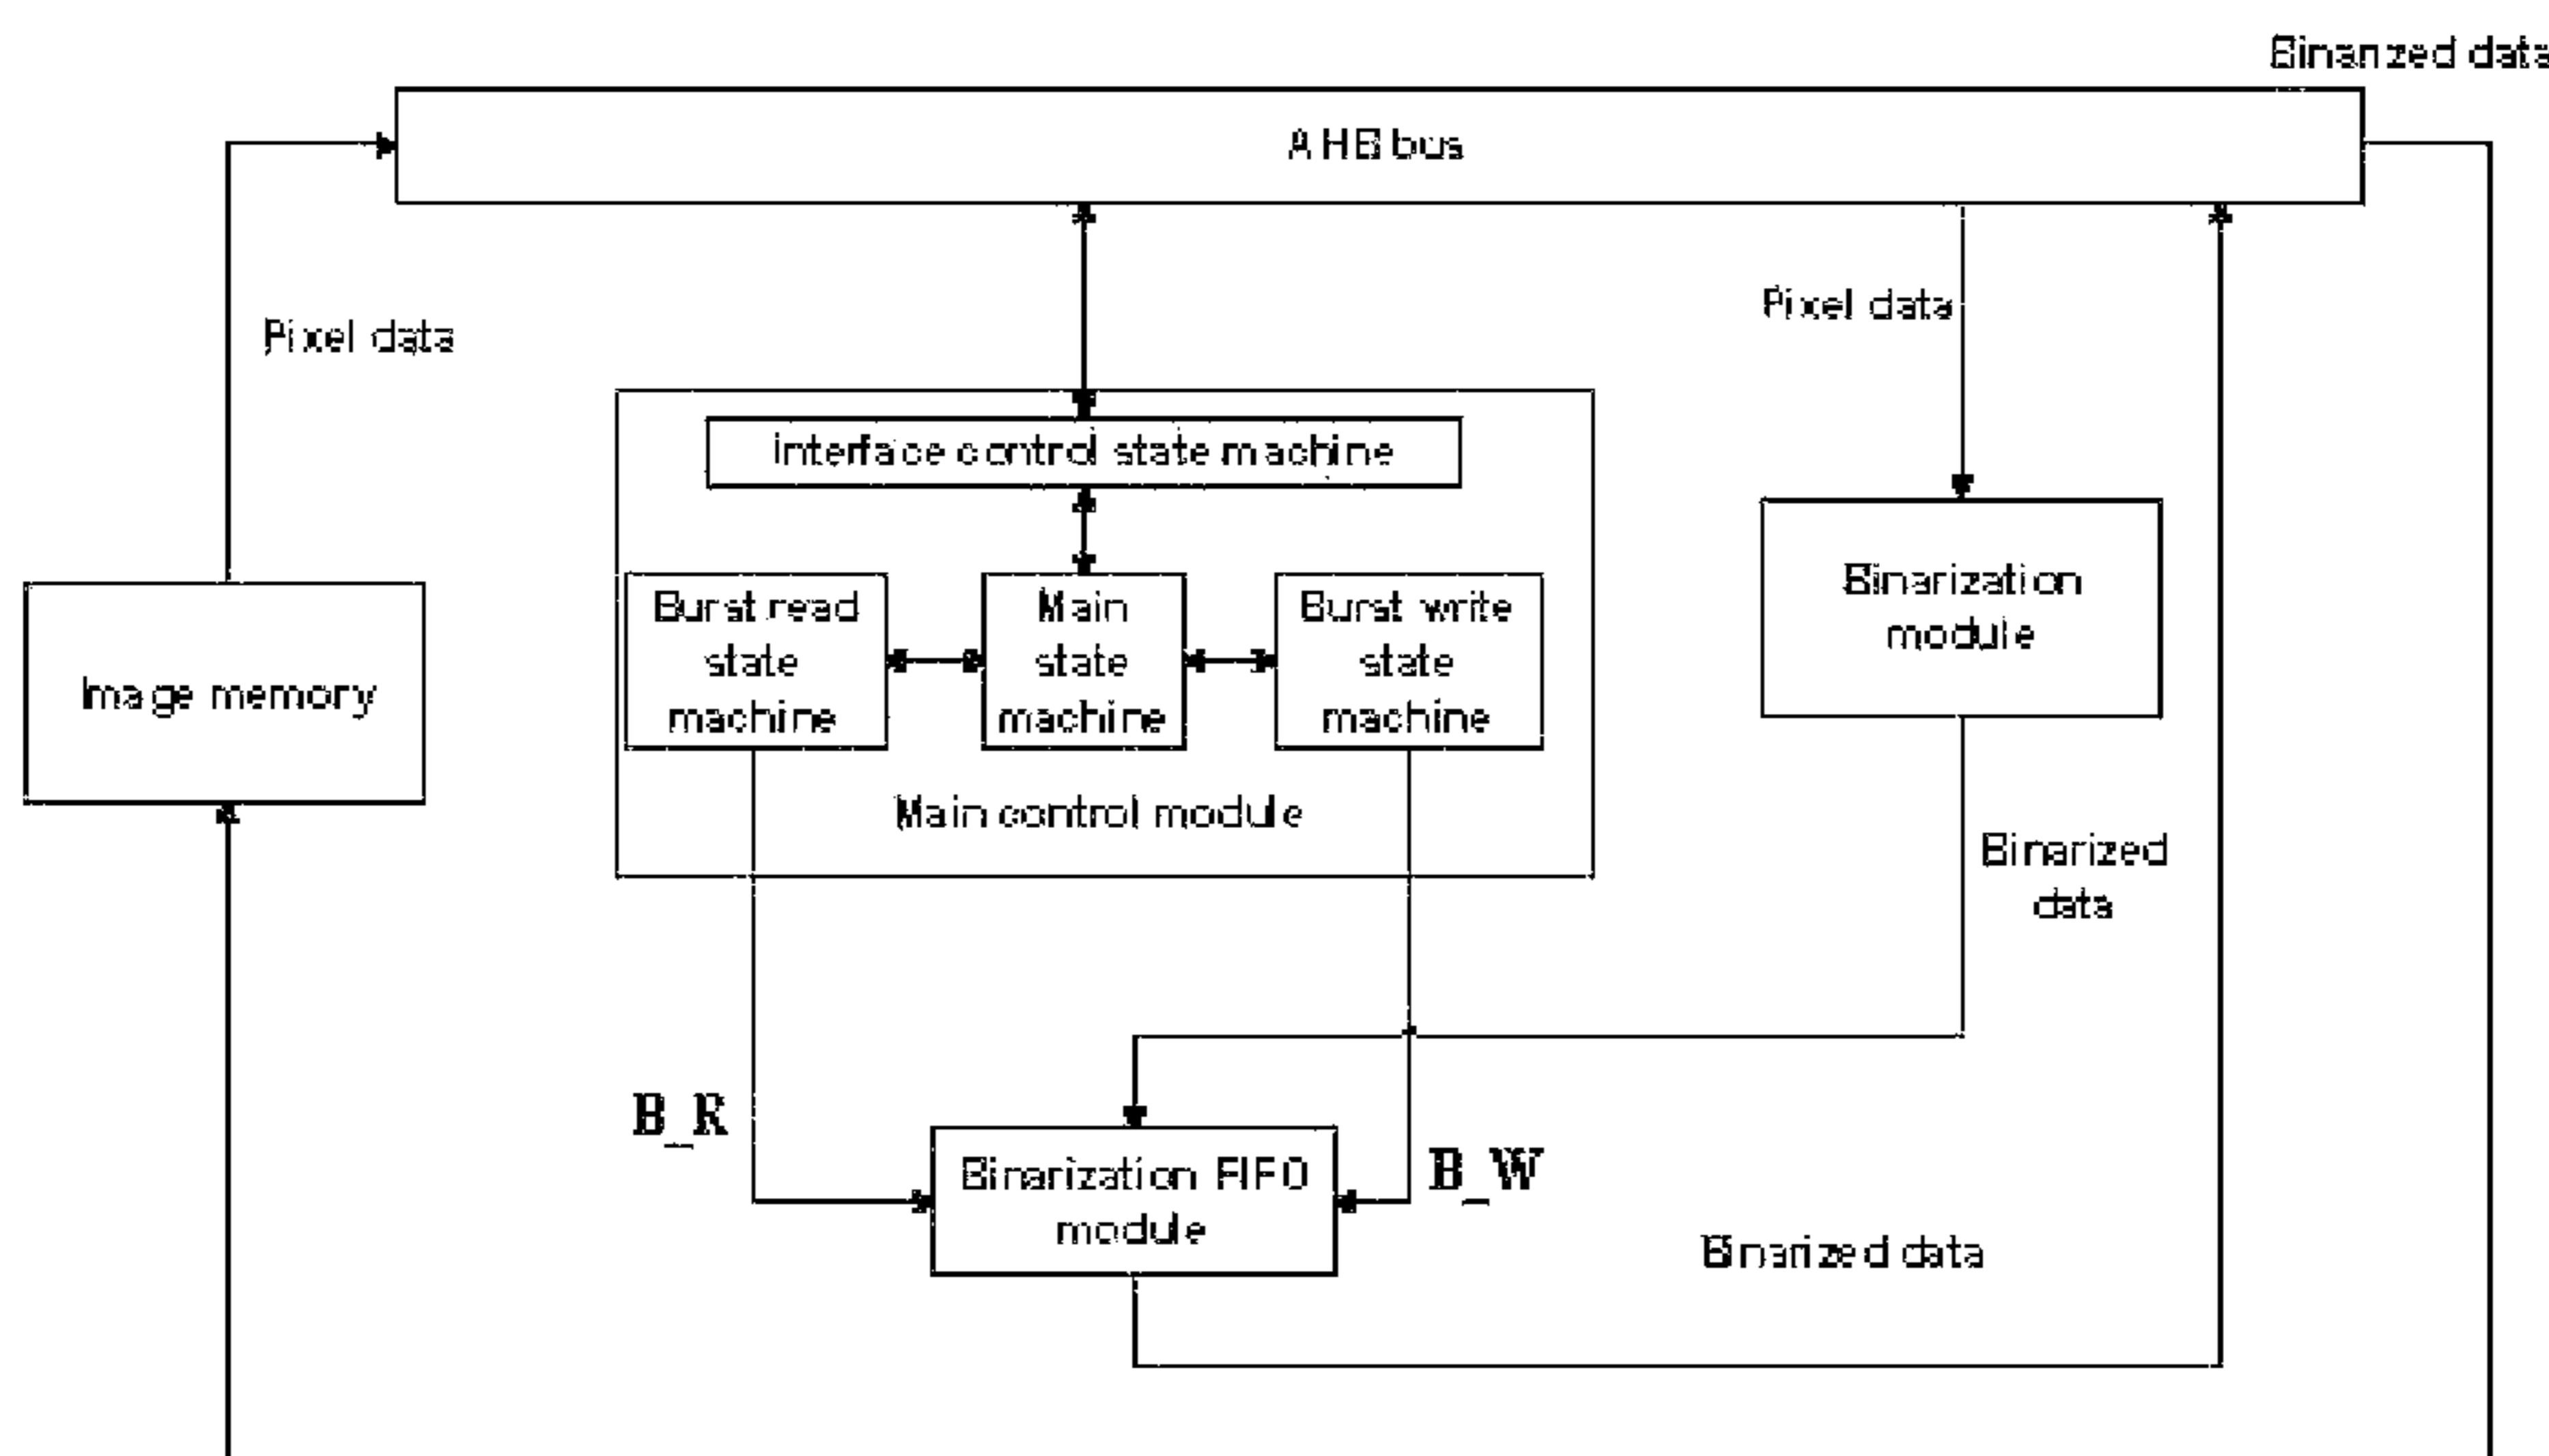 Binarized data
AHB bus
Pixel data
Pixel data
Interface control state machine
Burst read
state
machine
Main
state
machine
Burst write
state
machine
Main control module
Image memory
Binarization
module
Binarized
data
B_R
B_W
Binarization FIFO
module
Binarized data